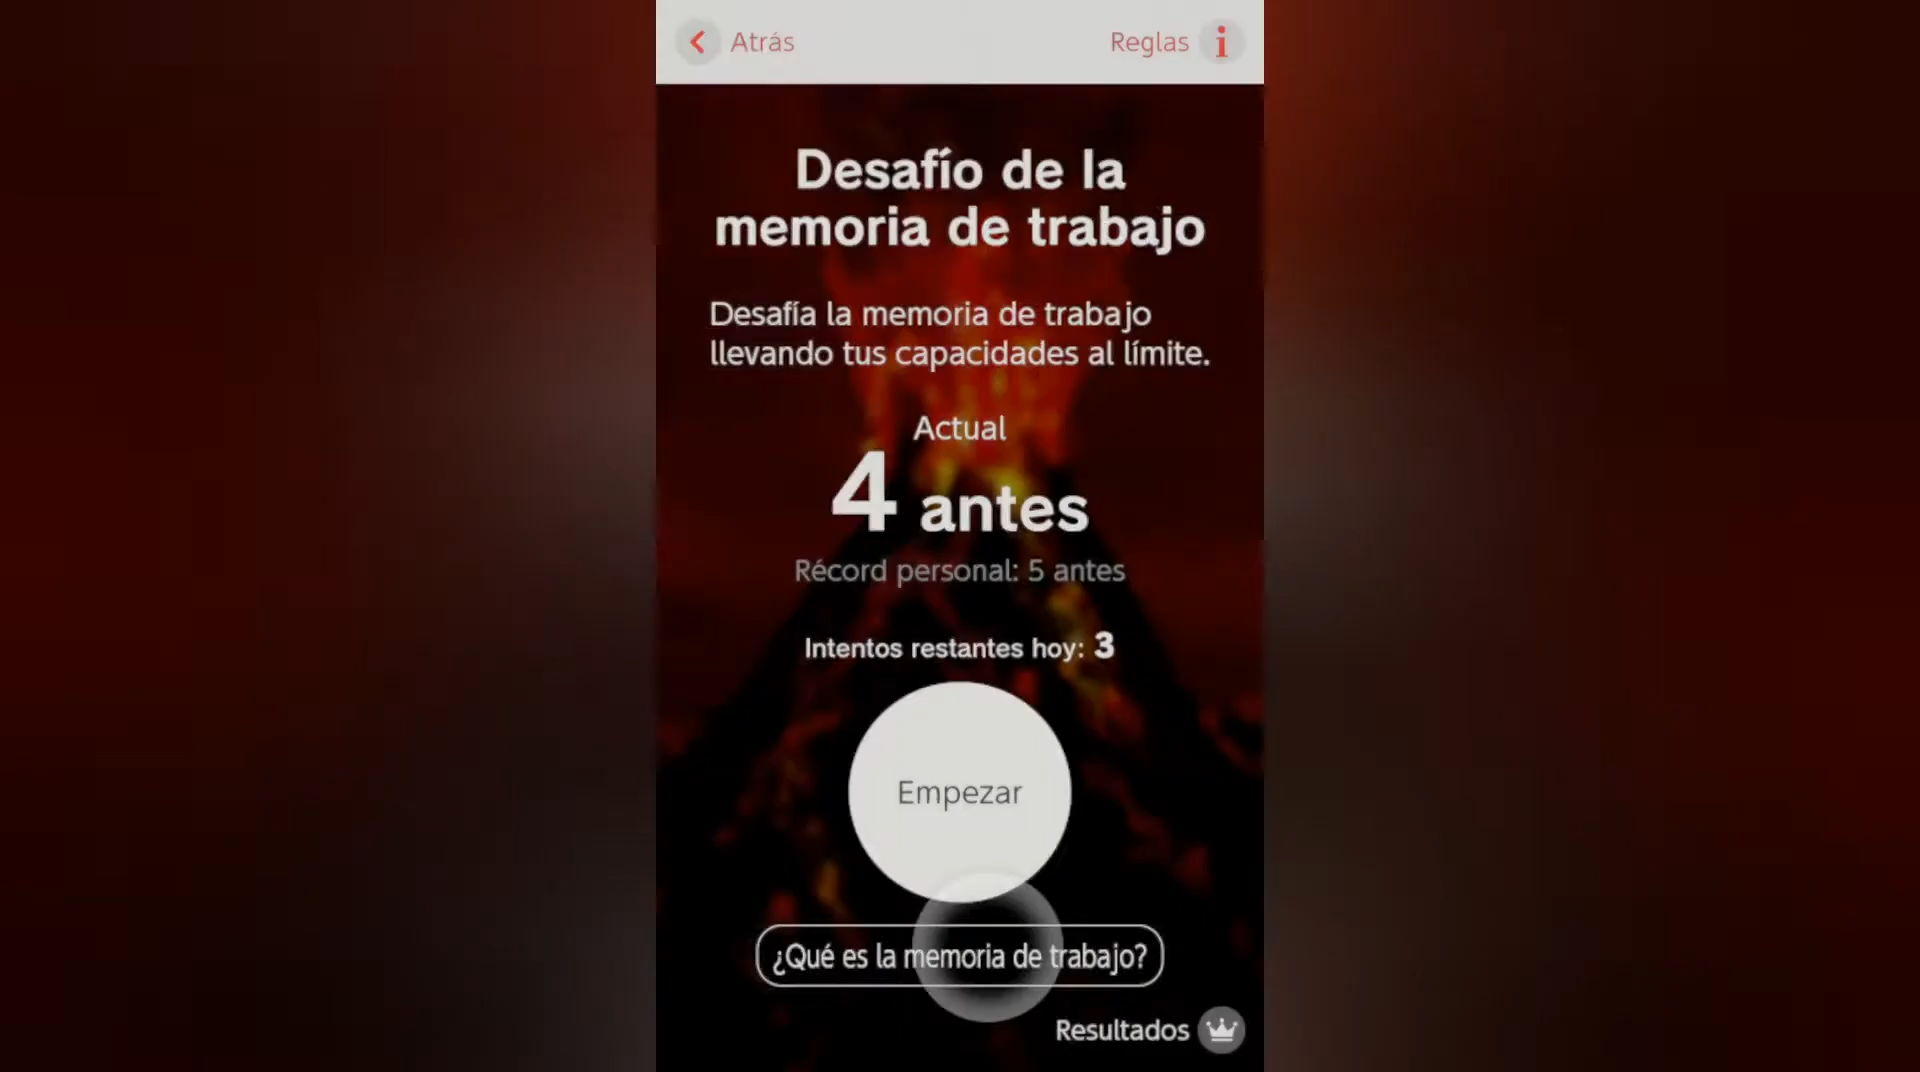 Atrás
Reglas i
Desafío de la
memoria de trabajo
Desafía la memoria de trabajo
llevando tus capacidades al límite.
Actual
4 antes
Récord personal: 5 antes
Intentos restantes hoy: 3
Empezar
¿Qué es la memoria de trabajo?
Resultados